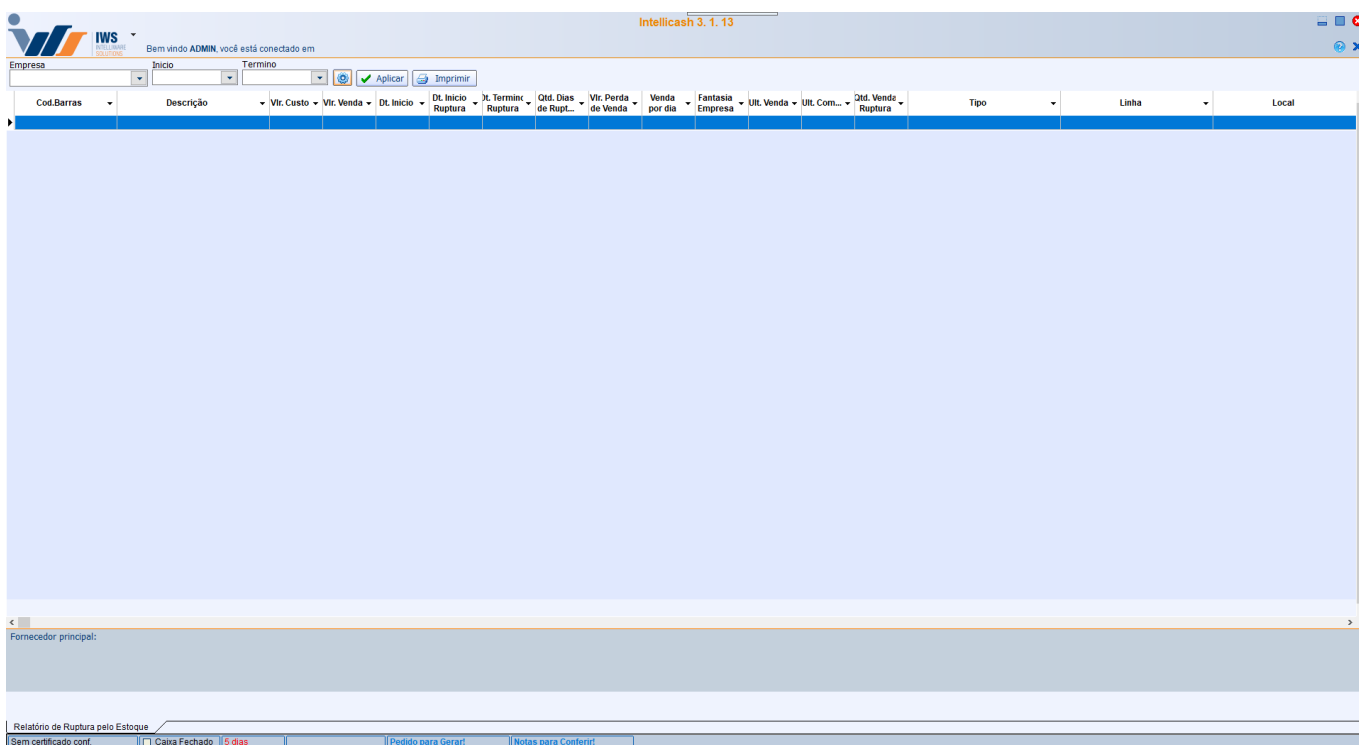 Intellicash 3. 1. 13
IWS
INTELLIWARE
SOLUTIONS
Bem vindo ADMIN, você está conectado em
Empresa Inicio Termino
Aplicar Imprimir
Cod.Barras Descrição Vlr. Custo Vlr. Venda Dt. Inicio Dt. Inicio Ruptura Dt. Termino Ruptura Qtd. Dias de Rupt... Vlr. Perda de Venda Venda por dia Fantasia Empresa Ult. Venda Ult. Com... Qtd. Venda Ruptura Tipo Linha Local
Fornecedor principal:
Relatório de Ruptura pelo Estoque
Sem certificado conf. Caixa Fechado 5 dias Pedido para Gerar! Notas para Conferir!